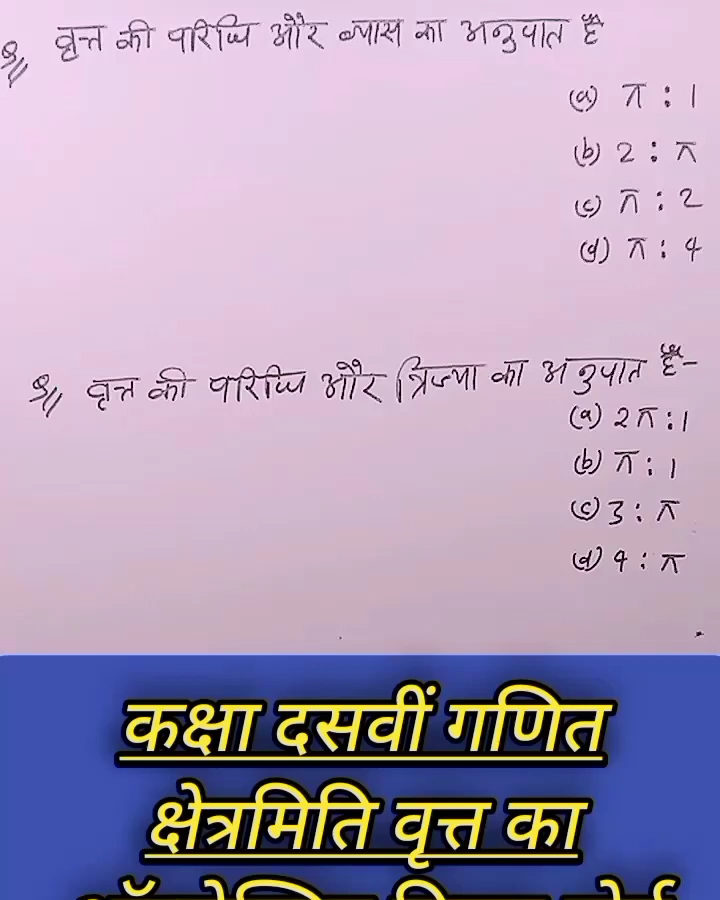 Q// वृत्त की परिधि और व्यास का अनुपात है
(a) π : 1
(b) 2 : π
(c) π : 2
(d) π : 4
Q// वृत्त की परिधि और त्रिज्या का अनुपात है-
(a) 2π : 1
(b) π : 1
(c) 3 : π
(d) 4 : π
कक्षा दसवीं गणित
क्षेत्रमिति वृत्त का